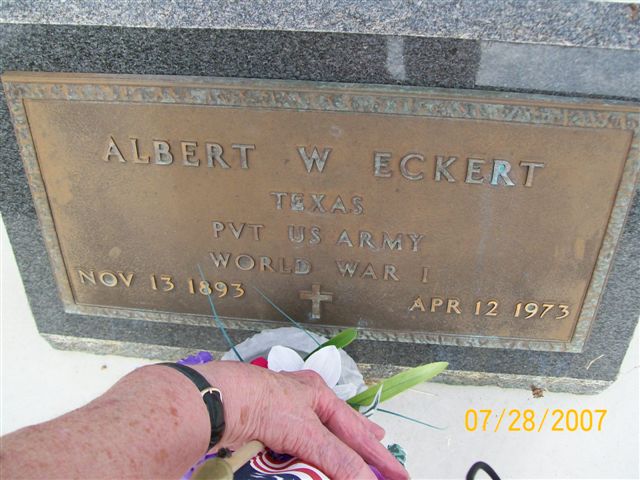 ALBERT W ECKERT
TEXAS
PVT US ARMY
WORLD WAR I
NOV 13 1893 APR 12 1973
07/28/2007